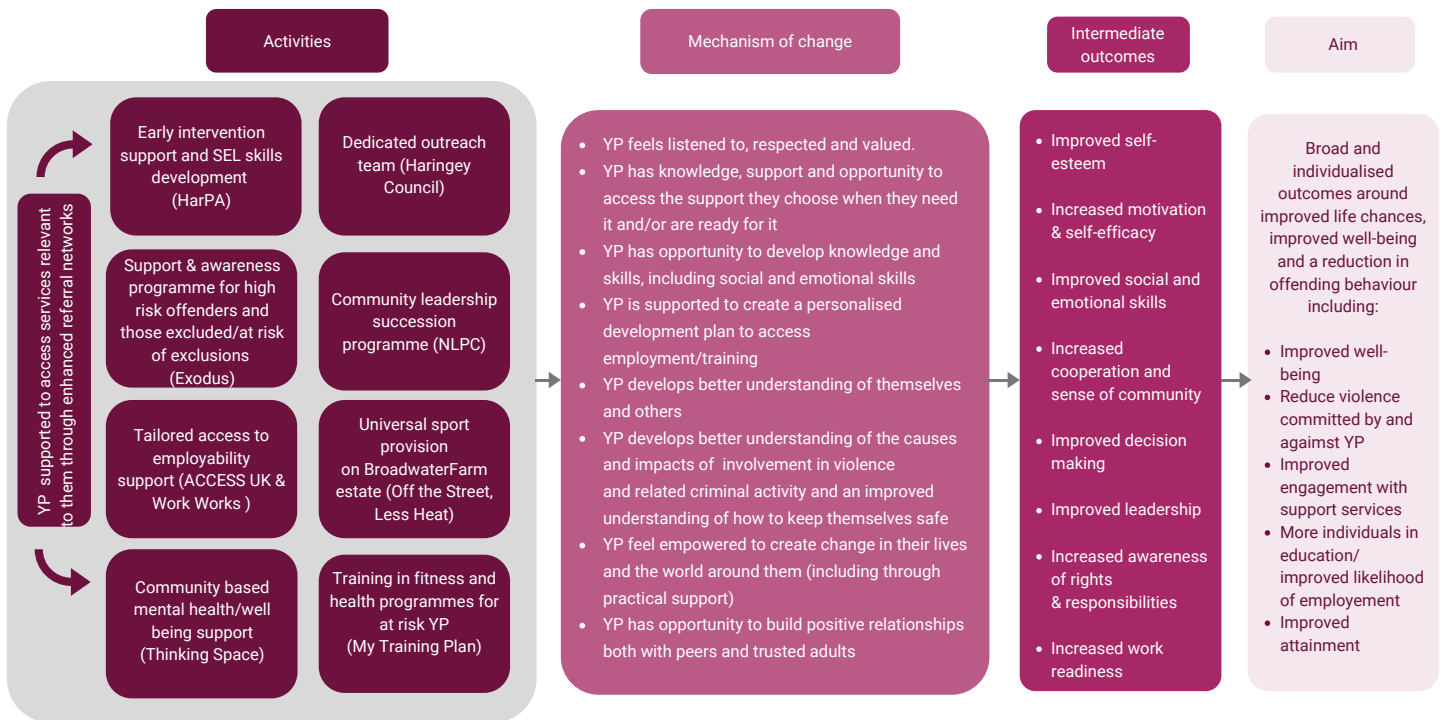 Activities
Mechanism of change
Intermediate
outcomes
Aim
YP supported to access services relevant
to them through enhanced referral networks
Early intervention
support and SEL skills
development
(HarPA)
Dedicated outreach
team (Haringey
Council)
Support & awareness
programme for high
risk offenders and
those excluded/at risk
of exclusions
(Exodus)
Community leadership
succession
programme (NLPC)
Tailored access to
employability
support (ACCESS UK &
Work Works )
Universal sport
provision
on BroadwaterFarm
estate (Off the Street,
Less Heat)
Community based
mental health/well
being support
(Thinking Space)
Training in fitness and
health programmes for
at risk YP
(My Training Plan)
• YP feels listened to, respected and valued.
• YP has knowledge, support and opportunity to
access the support they choose when they need
it and/or are ready for it
• YP has opportunity to develop knowledge and
skills, including social and emotional skills
• YP is supported to create a personalised
development plan to access
employment/training
• YP develops better understanding of themselves
and others
• YP develops better understanding of the causes
and impacts of involvement in violence
and related criminal activity and an improved
understanding of how to keep themselves safe
• YP feel empowered to create change in their lives
and the world around them (including through
practical support)
• YP has opportunity to build positive relationships
both with peers and trusted adults
• Improved self-
esteem
• Increased motivation
& self-efficacy
• Improved social and
emotional skills
• Increased
cooperation and
sense of community
• Improved decision
making
• Improved leadership
• Increased awareness
of rights
& responsibilities
• Increased work
readiness
Broad and
individualised
outcomes around
improved life chances,
improved well-being
and a reduction in
offending behaviour
including:
• Improved well-
being
• Reduce violence
committed by and
against YP
• Improved
engagement with
support services
• More individuals in
education/
improved likelihood
of employement
• Improved
attainment